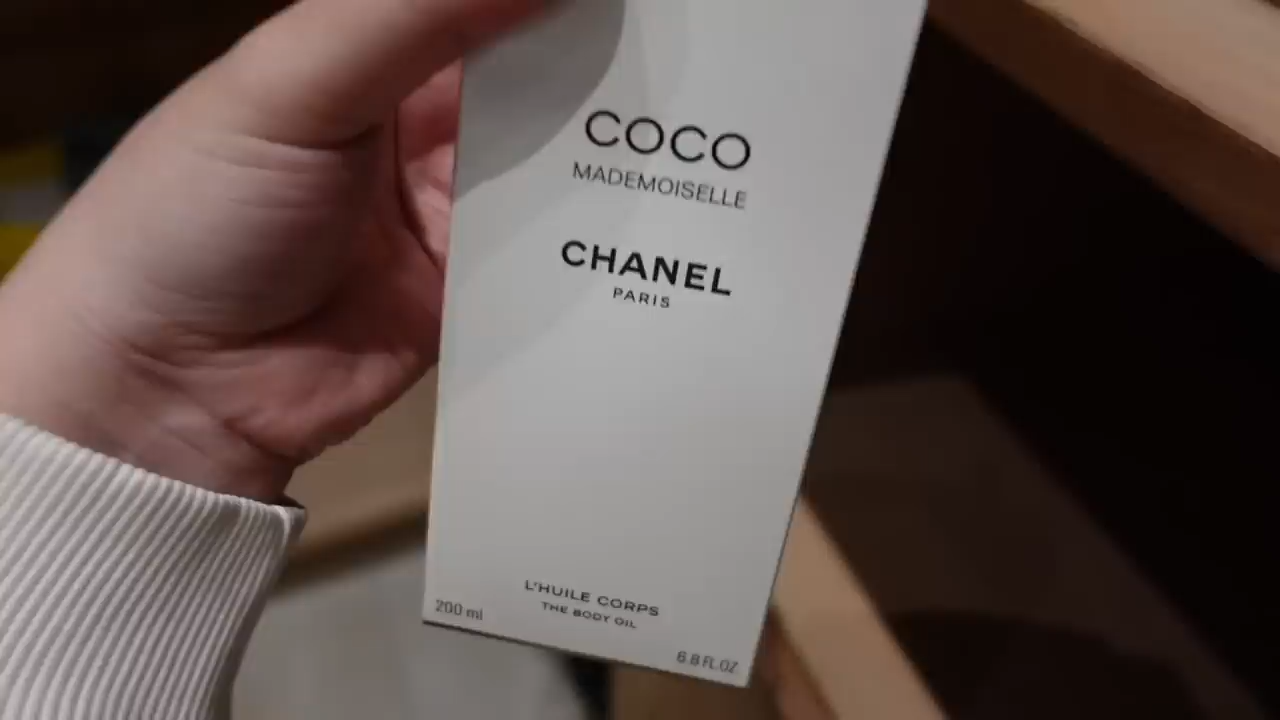 COCO
MADEMOISELLE
CHANEL
PARIS
L'HUILE CORPS
THE BODY OIL
200 ml
6.8 FL.OZ